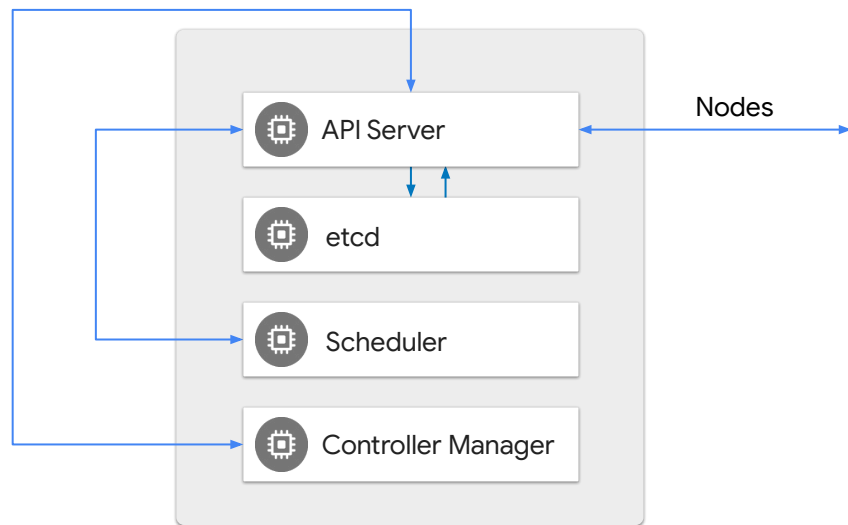 API Server
Nodes
etcd
Scheduler
Controller Manager